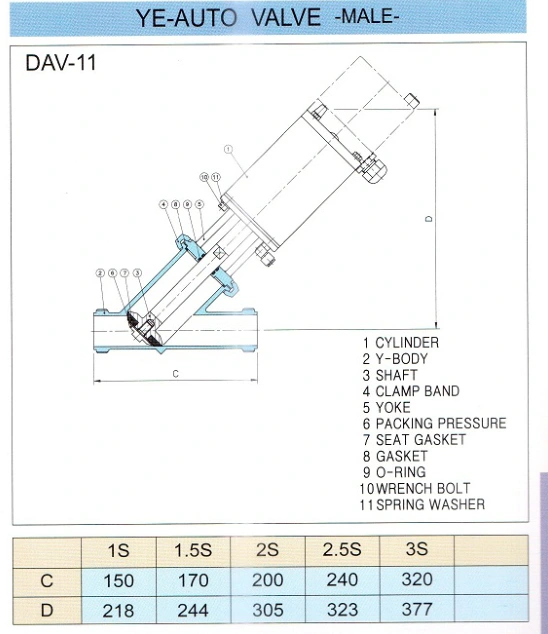 YE-AUTO VALVE -MALE-
DAV-11
1
10 11
4 8 9 5
2 6 7 3
D
C
1 CYLINDER
2 Y-BODY
3 SHAFT
4 CLAMP BAND
5 YOKE
6 PACKING PRESSURE
7 SEAT GASKET
8 GASKET
9 O-RING
10 WRENCH BOLT
11 SPRING WASHER
1S 1.5S 2S 2.5S 3S
C 150 170 200 240 320
D 218 244 305 323 377